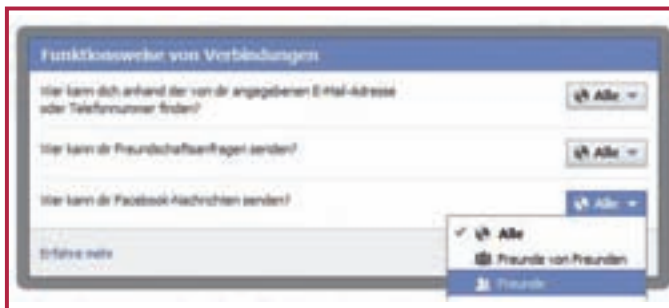 Funktionsweise von Verbindungen
Wer kann dich anhand der von dir angegebenen E-Mail-Adresse
oder Telefonnummer finden?
Alle
Wer kann dir Freundschaftsanfragen senden?
Alle
Wer kann dir Facebook-Nachrichten senden?
Alle
Alle
Erfahre mehr
Freunde von Freunden
Freunde